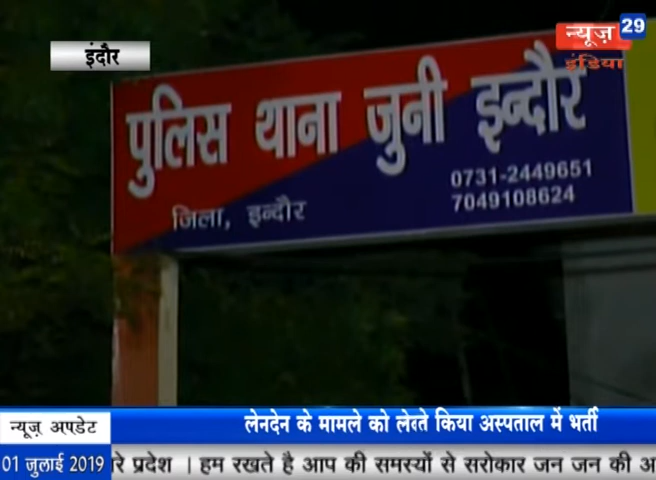 इंदौर
न्यूज़ 29
इंडिया
पुलिस थाना जुनी इन्दौर
जिला, इन्दौर
0731-2449651
7049108624
न्यूज़ अपडेट
लेनदेन के मामले को लेतते किया अस्पताल में भर्ती
01 जुलाई 2019
रे प्रदेश । हम रखते है आप की समस्यों से सरोकार जन जन की अ